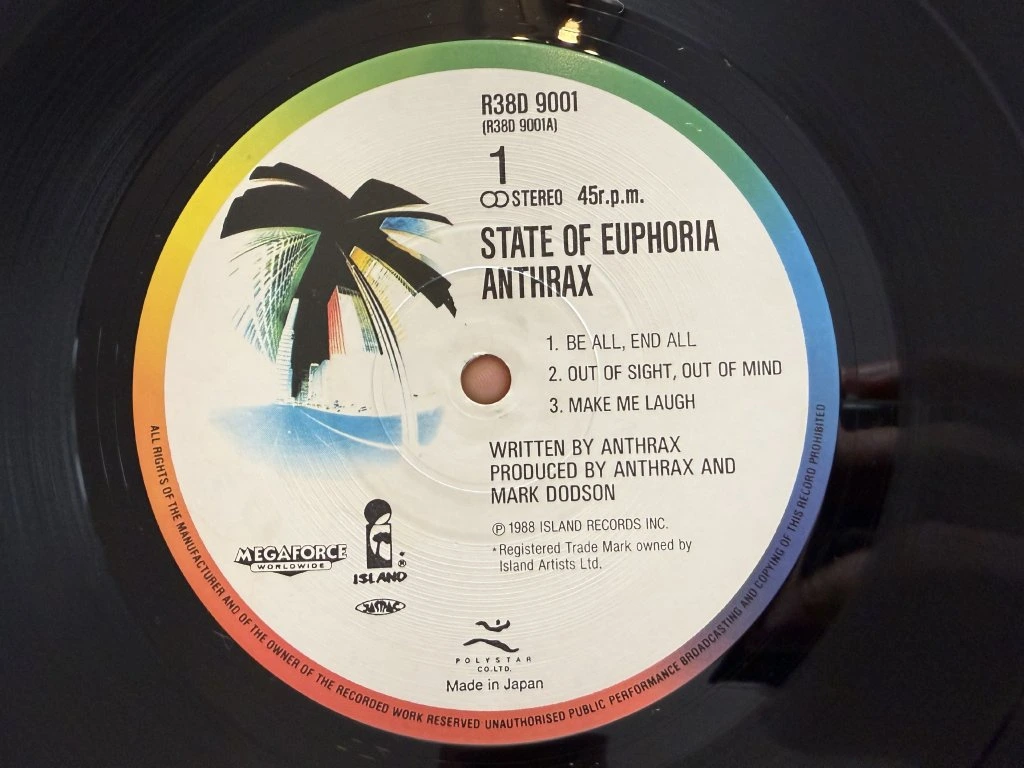 R38D 9001
(R38D 9001A)
1
STEREO 45r.p.m.
STATE OF EUPHORIA
ANTHRAX
1. BE ALL, END ALL
2. OUT OF SIGHT, OUT OF MIND
3. MAKE ME LAUGH
WRITTEN BY ANTHRAX
PRODUCED BY ANTHRAX AND
MARK DODSON
℗ 1988 ISLAND RECORDS INC.
*Registered Trade Mark owned by
Island Artists Ltd.
MEGAFORCE
WORLDWIDE
ISLAND®
POLYSTAR
CO.LTD.
Made in Japan
ALL RIGHTS OF THE MANUFACTURER AND OF THE OWNER OF THE RECORDED WORK RESERVED UNAUTHORISED PUBLIC PERFORMANCE BROADCASTING AND COPYING OF THIS RECORD PROHIBITED